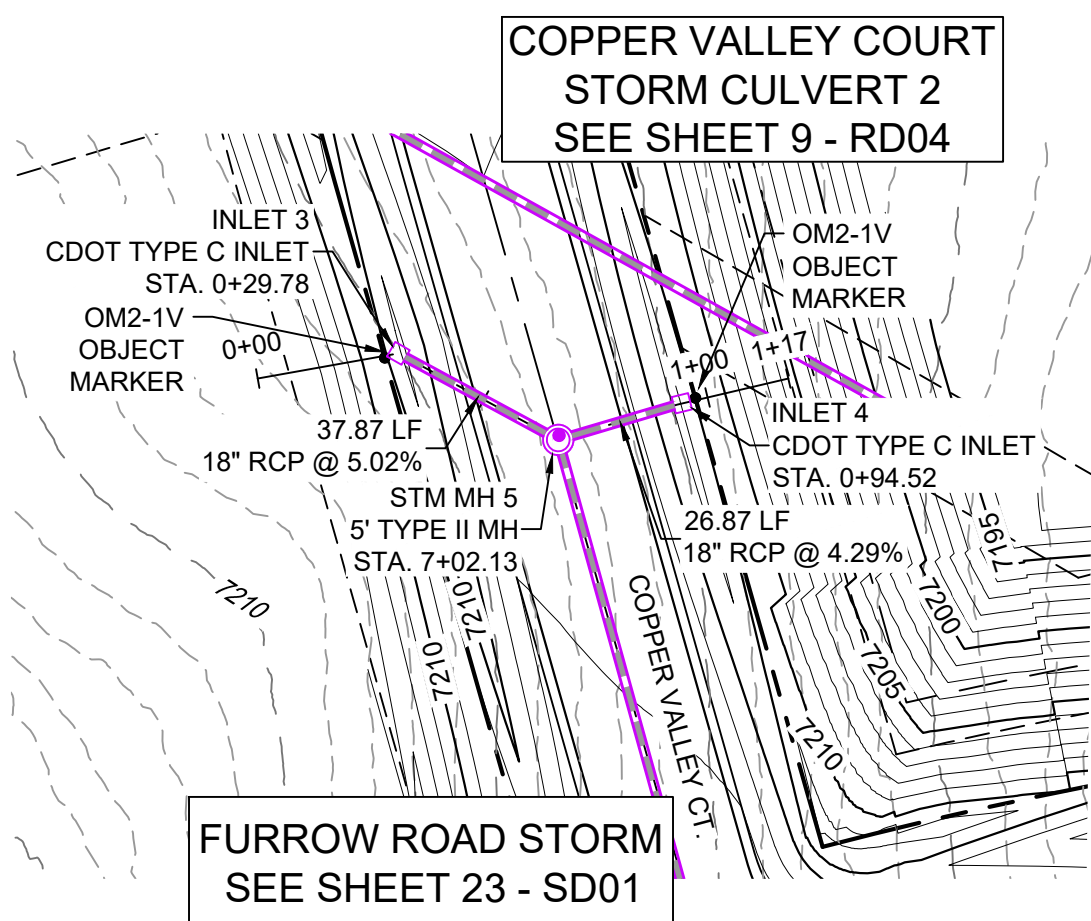 COPPER VALLEY COURT
STORM CULVERT 2
SEE SHEET 9 - RD04
INLET 3
CDOT TYPE C INLET
STA. 0+29.78
OM2-1V
OBJECT
MARKER
0+00
OM2-1V
OBJECT
MARKER
1+00
1+17
37.87 LF
18" RCP @ 5.02%
INLET 4
CDOT TYPE C INLET
STA. 0+94.52
STM MH 5
5' TYPE II MH
STA. 7+02.13
26.87 LF
18" RCP @ 4.29%
7195
7210
7210
7210
7200
7205
7210
COPPER VALLEY CT.
FURROW ROAD STORM
SEE SHEET 23 - SD01